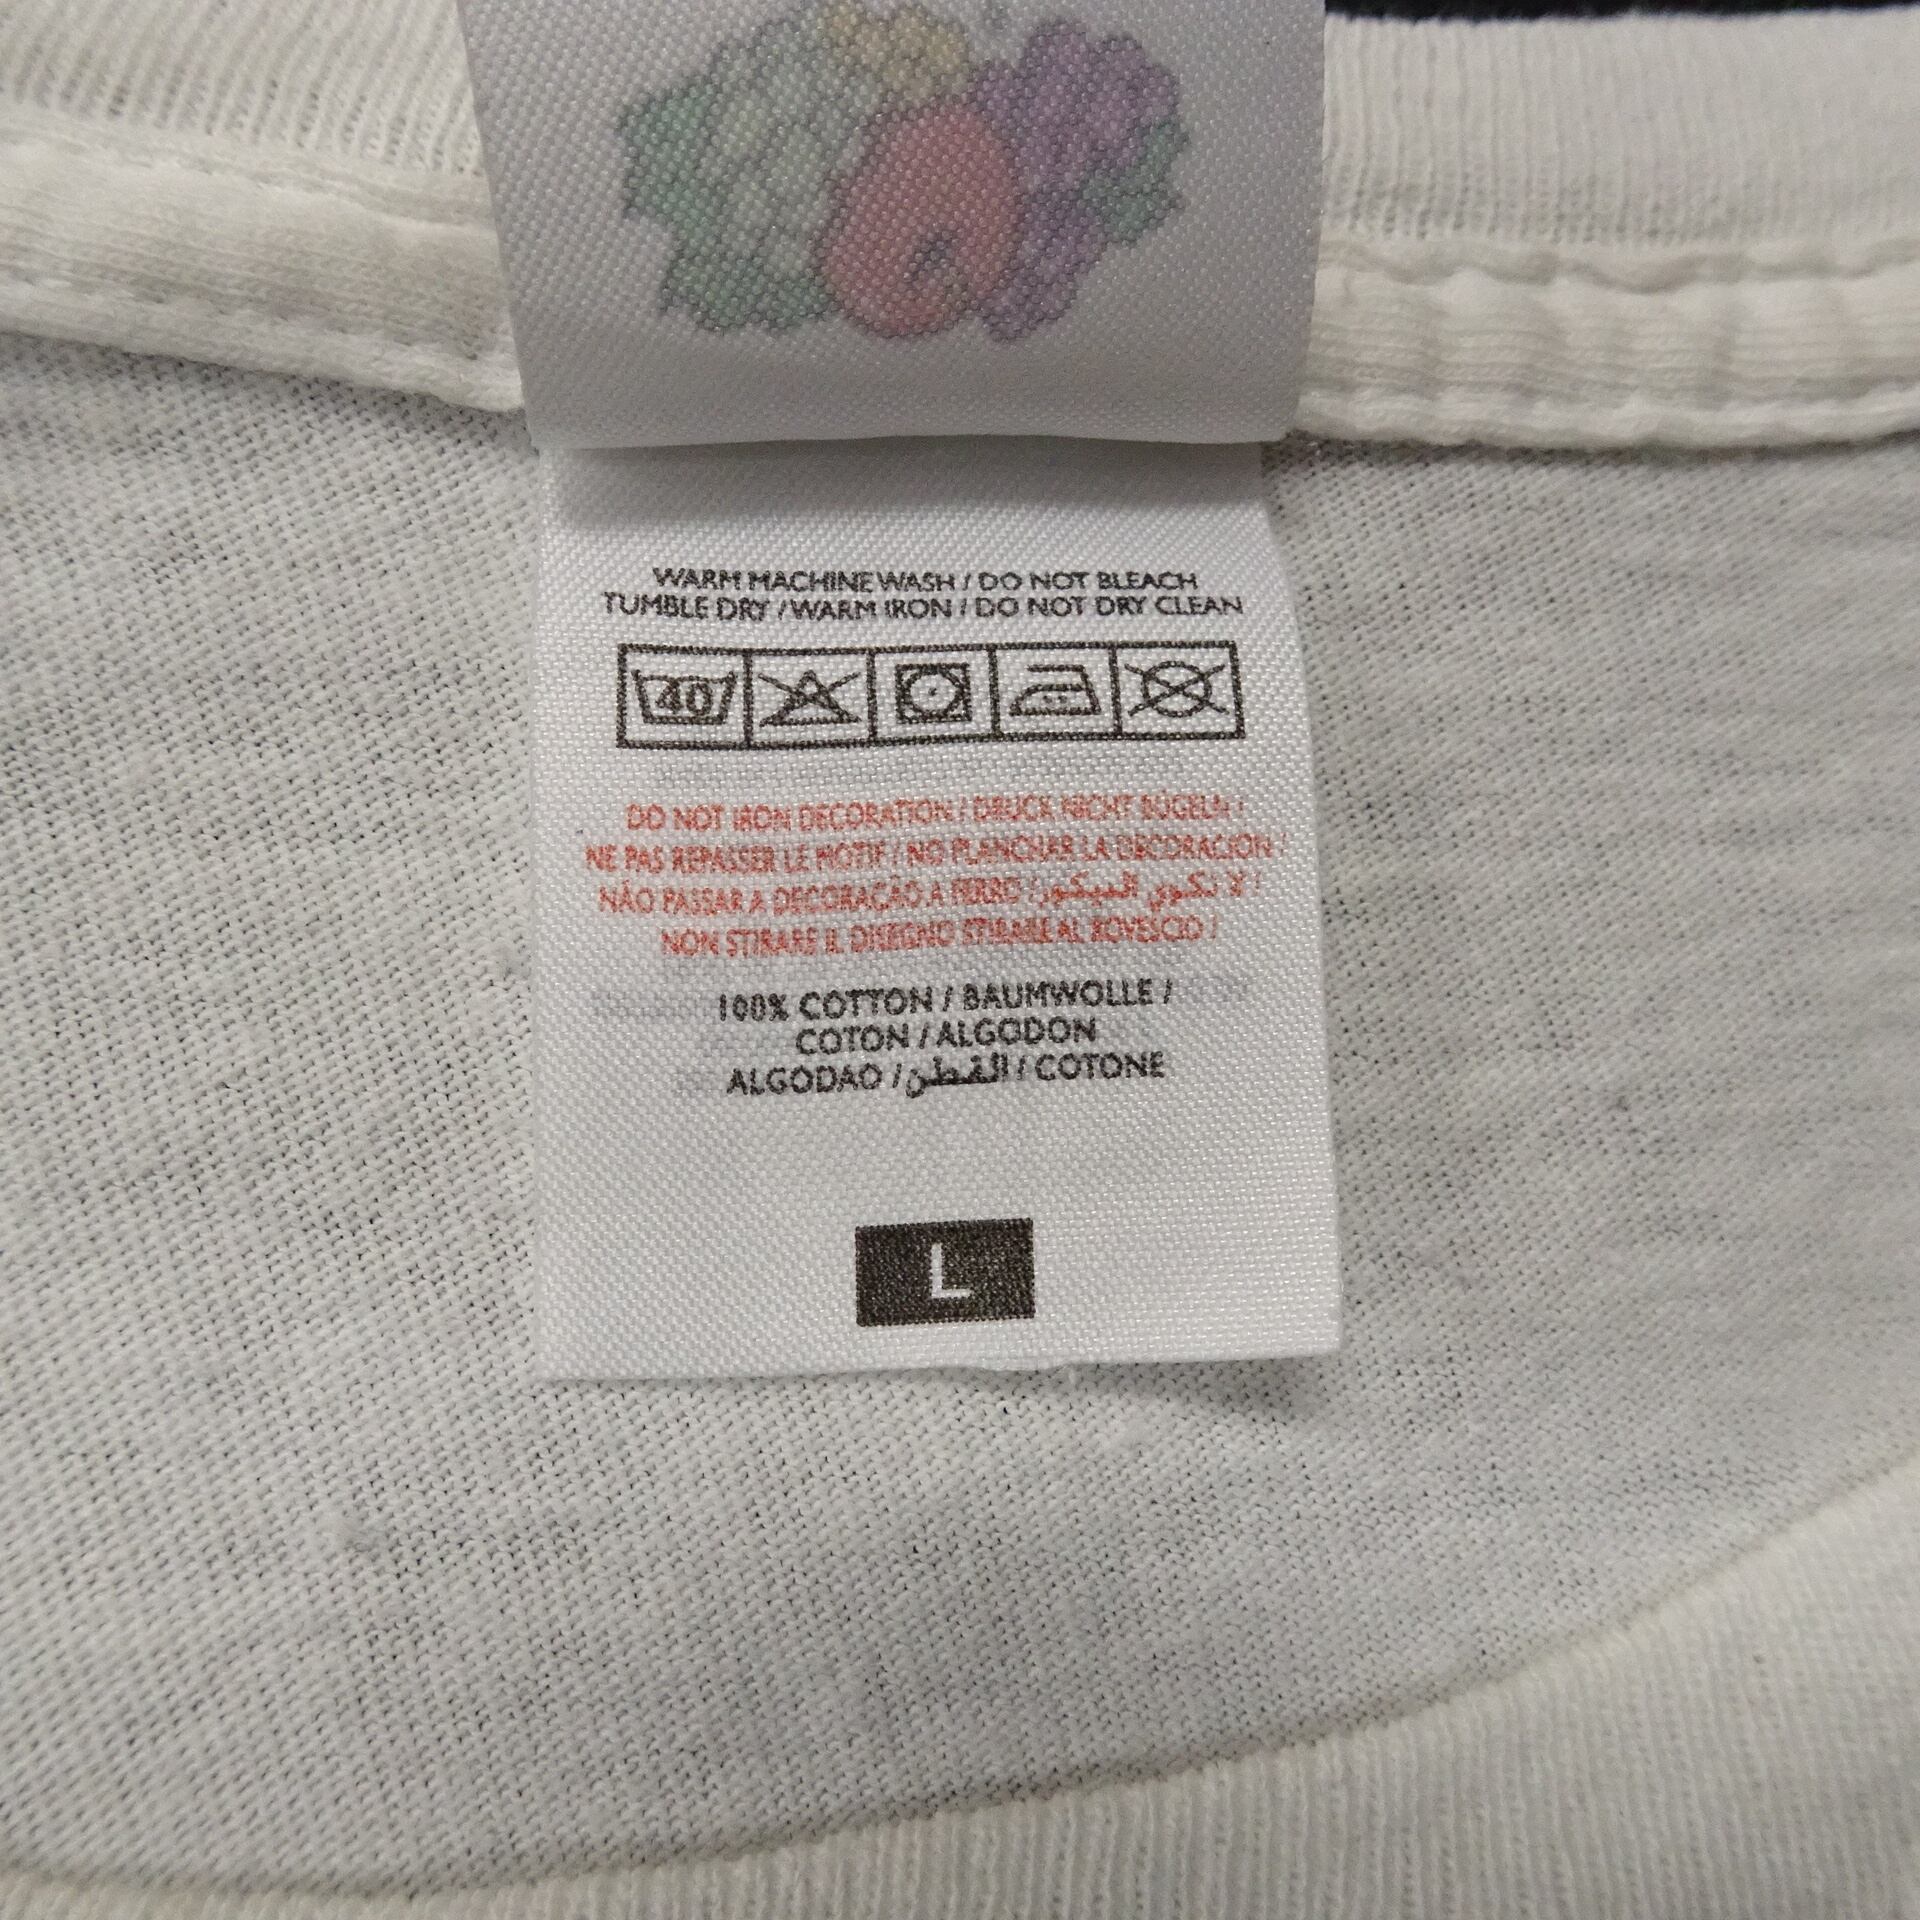 WARM MACHINE WASH / DO NOT BLEACH
TUMBLE DRY / WARM IRON / DO NOT DRY CLEAN
40
DO NOT IRON DECORATION / DRUCK NICHT BÜGELN /
NE PAS REPASSER LE MOTIF / NO PLANCHAR LA DECORACION /
NÃO PASSAR A DECORAÇÃO A FERRO / لا تكوي الديكور /
NON STIRARE IL DISEGNO STIRARE AL ROVESCIO /
100% COTTON / BAUMWOLLE /
COTON / ALGODON
ALGODAO / القطن / COTONE
L